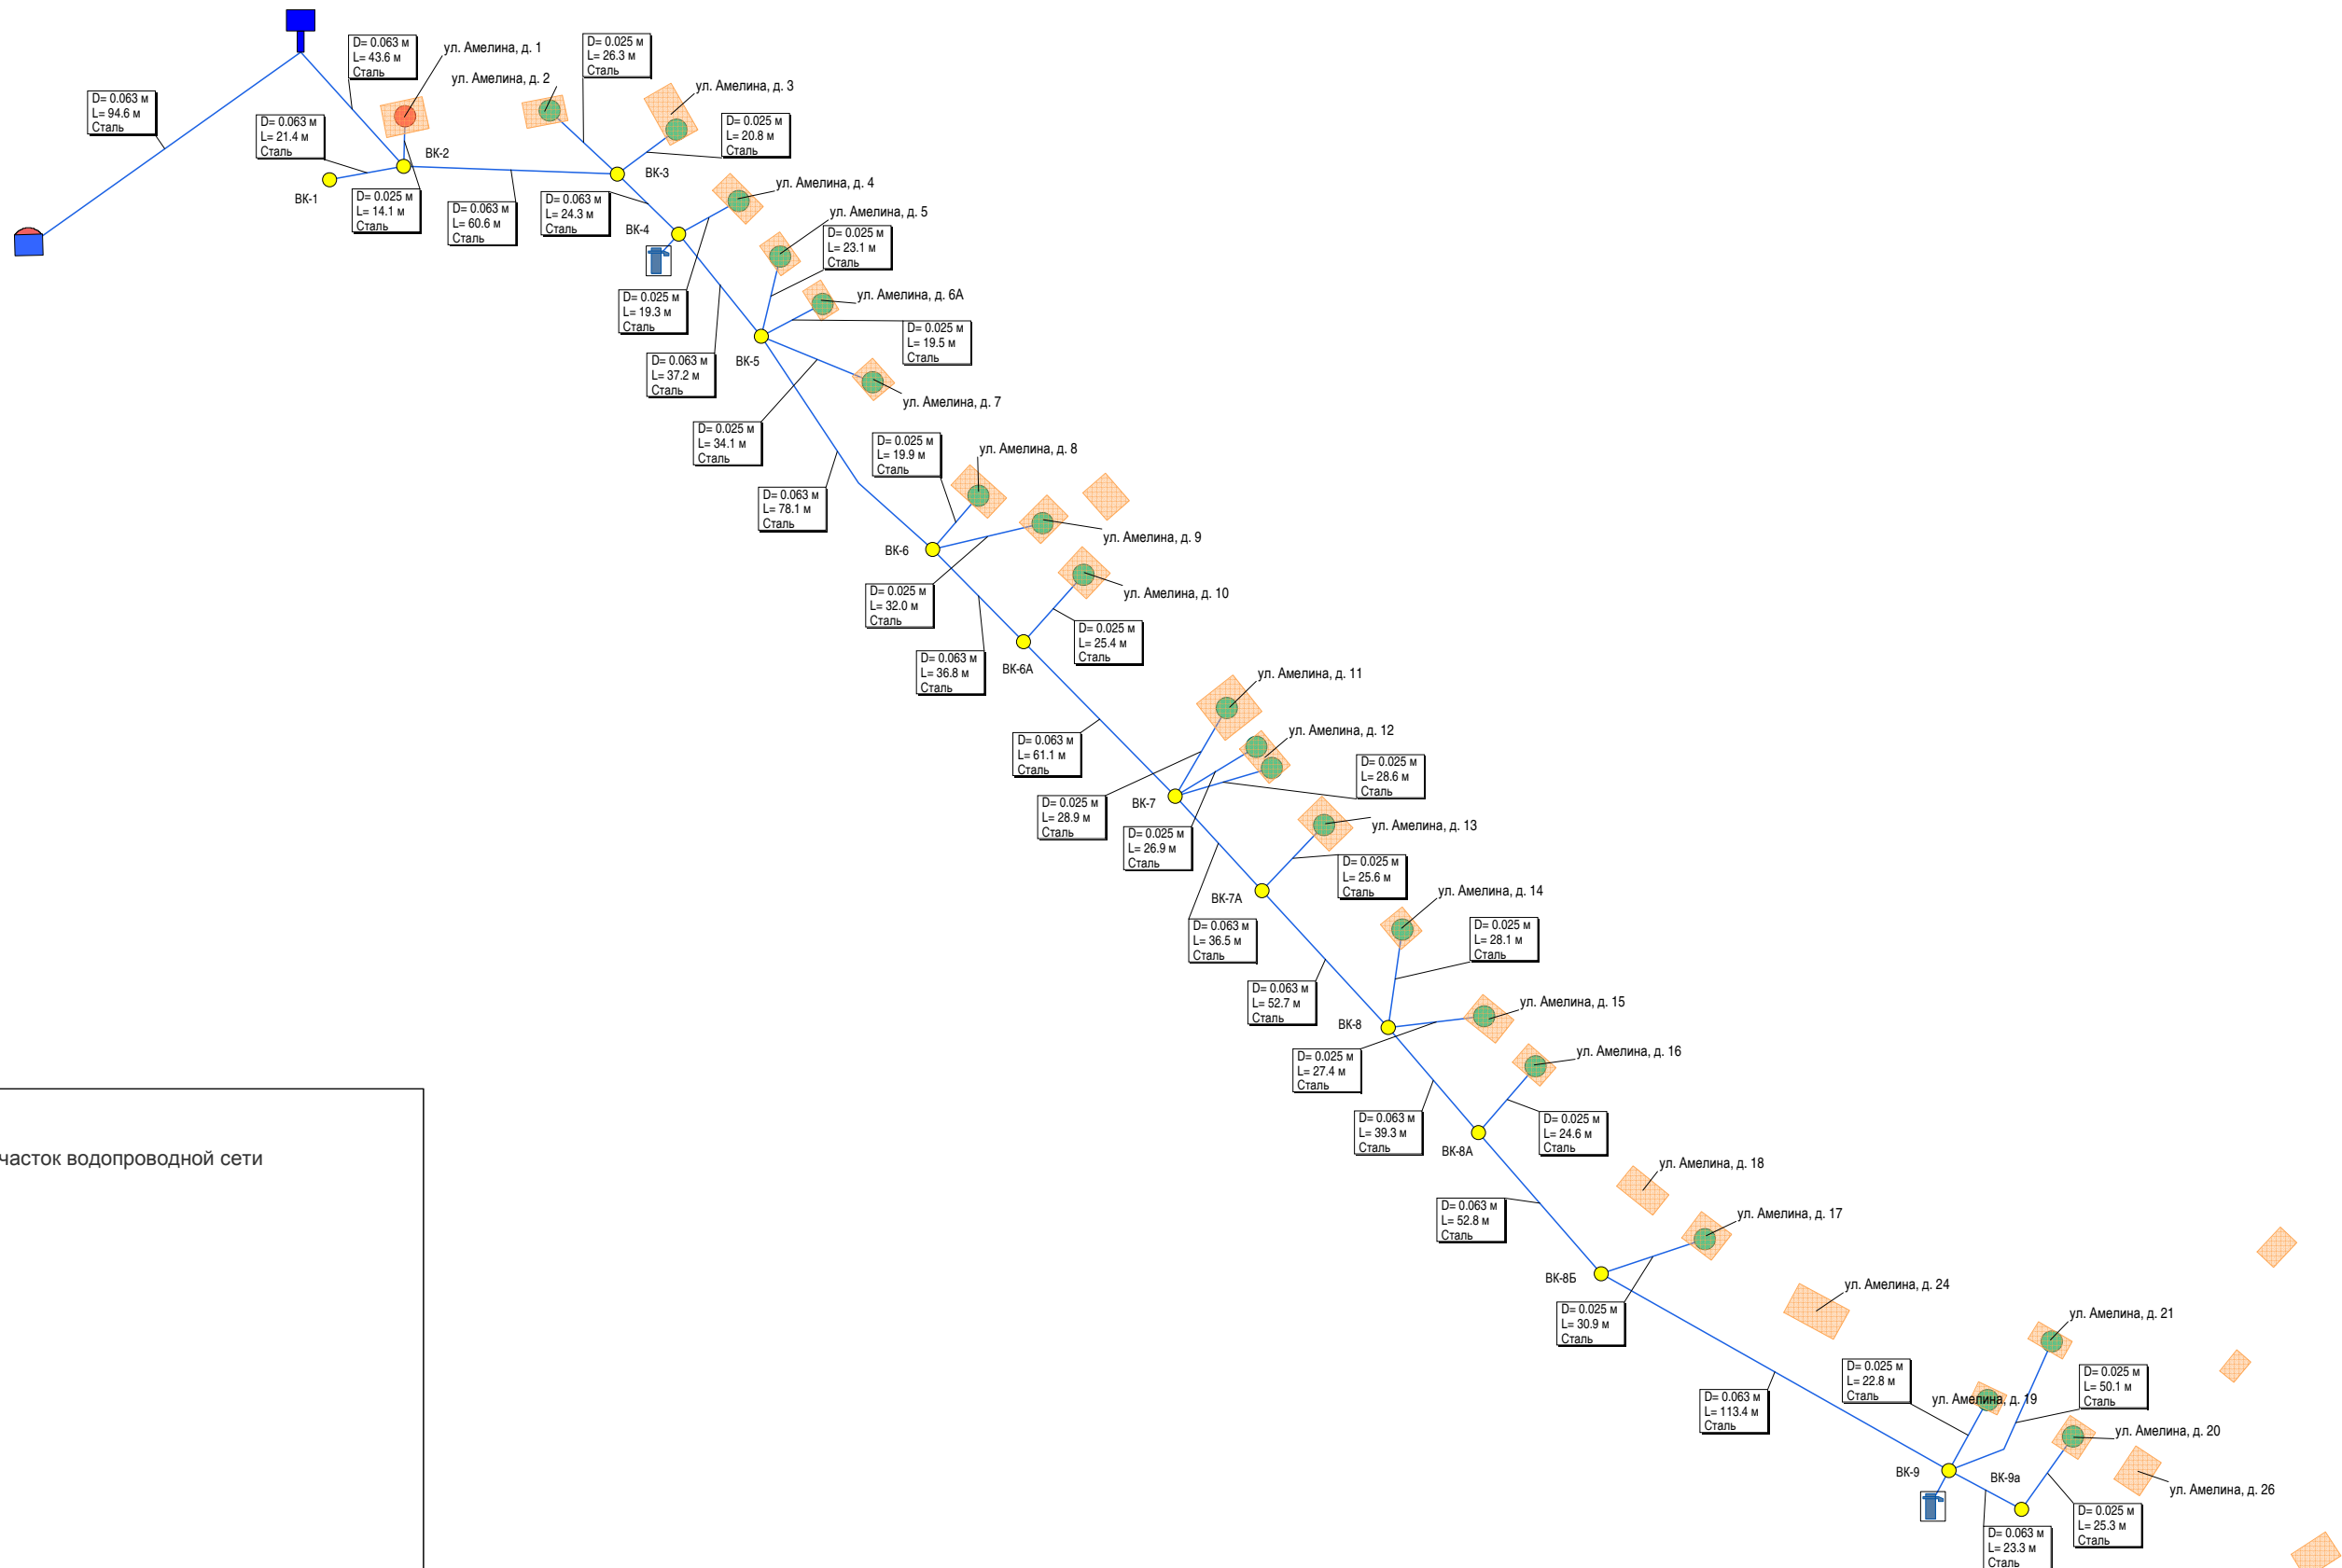 D= 0.063 м
L= 43.6 м
Сталь
ул. Амелина, д. 1
D= 0.025 м
L= 26.3 м
Сталь
ул. Амелина, д. 2
ул. Амелина, д. 3
D= 0.063 м
L= 94.6 м
Сталь
D= 0.063 м
L= 21.4 м
Сталь
D= 0.025 м
L= 20.8 м
Сталь
ВК-2
ВК-3
ВК-1
D= 0.025 м
L= 14.1 м
Сталь
D= 0.063 м
L= 60.6 м
Сталь
D= 0.063 м
L= 24.3 м
Сталь
ул. Амелина, д. 4
ул. Амелина, д. 5
ВК-4
D= 0.025 м
L= 23.1 м
Сталь
D= 0.025 м
L= 19.3 м
Сталь
ул. Амелина, д. 6А
D= 0.025 м
L= 19.5 м
Сталь
D= 0.063 м
L= 37.2 м
Сталь
ВК-5
ул. Амелина, д. 7
D= 0.025 м
L= 34.1 м
Сталь
D= 0.025 м
L= 19.9 м
Сталь
ул. Амелина, д. 8
D= 0.063 м
L= 78.1 м
Сталь
ул. Амелина, д. 9
ВК-6
D= 0.025 м
L= 32.0 м
Сталь
ул. Амелина, д. 10
D= 0.025 м
L= 25.4 м
Сталь
D= 0.063 м
L= 36.8 м
Сталь
ВК-6А
ул. Амелина, д. 11
D= 0.063 м
L= 61.1 м
Сталь
ул. Амелина, д. 12
D= 0.025 м
L= 28.6 м
Сталь
D= 0.025 м
L= 28.9 м
Сталь
ВК-7
D= 0.025 м
L= 26.9 м
Сталь
ул. Амелина, д. 13
D= 0.025 м
L= 25.6 м
Сталь
ВК-7А
ул. Амелина, д. 14
D= 0.063 м
L= 36.5 м
Сталь
D= 0.025 м
L= 28.1 м
Сталь
D= 0.063 м
L= 52.7 м
Сталь
ул. Амелина, д. 15
ВК-8
D= 0.025 м
L= 27.4 м
Сталь
ул. Амелина, д. 16
D= 0.063 м
L= 39.3 м
Сталь
D= 0.025 м
L= 24.6 м
Сталь
ВК-8А
часток водопроводной сети
ул. Амелина, д. 18
D= 0.063 м
L= 52.8 м
Сталь
ул. Амелина, д. 17
ВК-8Б
ул. Амелина, д. 24
D= 0.025 м
L= 30.9 м
Сталь
ул. Амелина, д. 21
D= 0.025 м
L= 22.8 м
Сталь
D= 0.025 м
L= 50.1 м
Сталь
D= 0.063 м
L= 113.4 м
Сталь
ул. Амелина, д. 19
ул. Амелина, д. 20
ВК-9
ВК-9а
ул. Амелина, д. 26
D= 0.025 м
L= 25.3 м
Сталь
D= 0.063 м
L= 23.3 м
Сталь